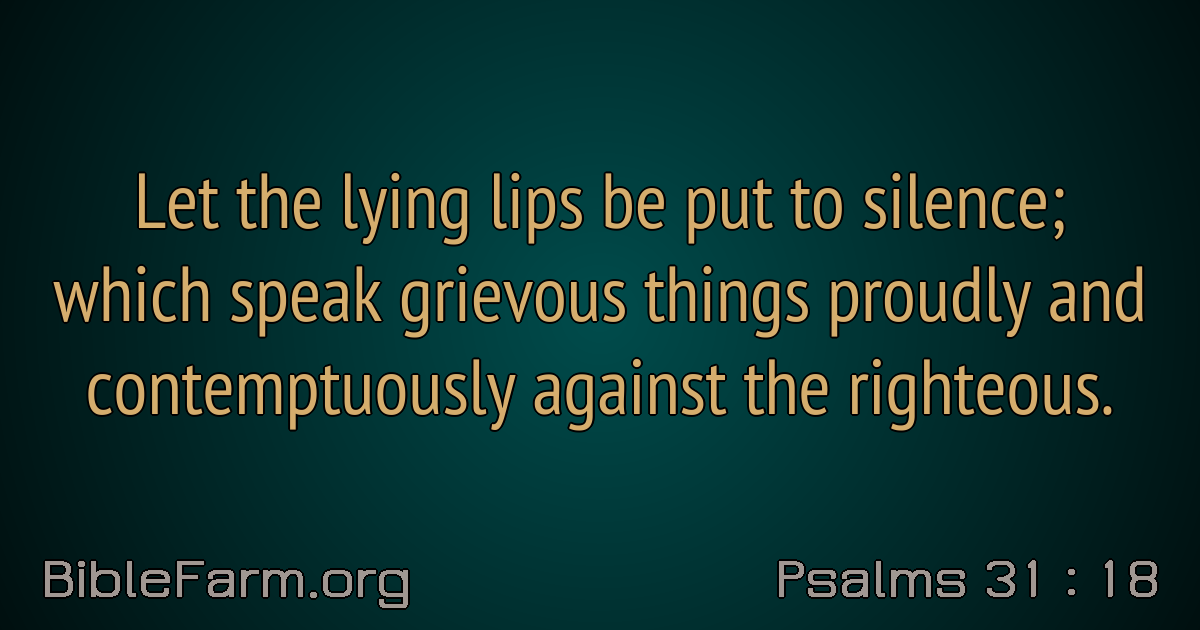 Let the lying lips be put to silence;
which speak grievous things proudly and
contemptuously against the righteous.
BibleFarm.org
Psalms 31 : 18